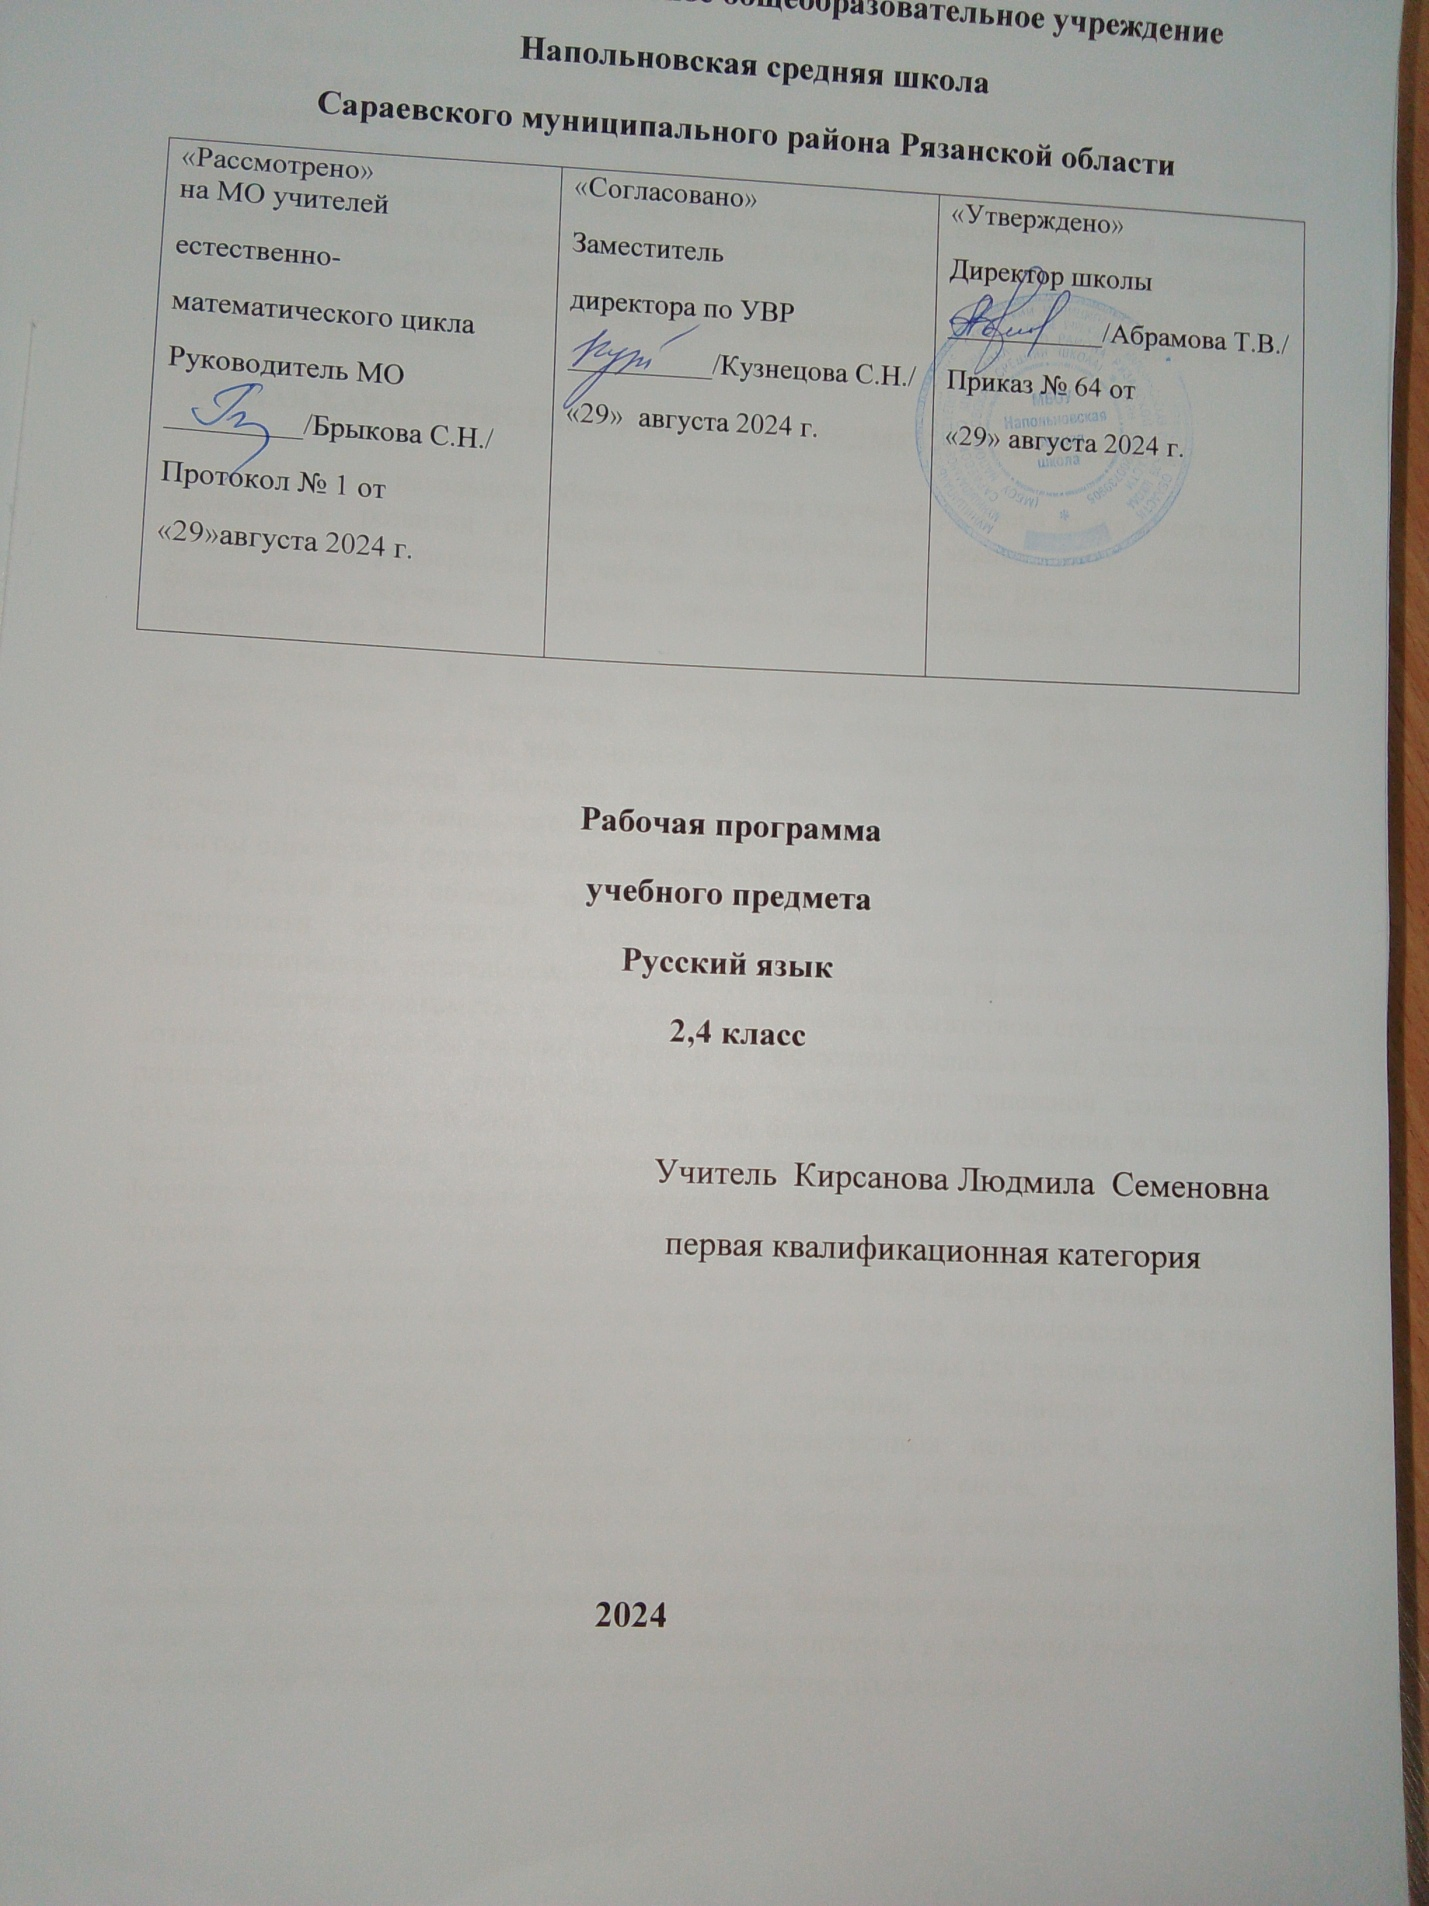 общеобразовательное учреждение
Напольновская средняя школа
Сараевского муниципального района Рязанской области
«Рассмотрено»
на МО учителей
естественно-
математического цикла
Руководитель МО
/Брыкова С.Н./
Протокол № 1 от
«29»августа 2024 г.
«Согласовано»
Заместитель
директора по УВР
/Кузнецова С.Н./
«29» августа 2024 г.
«Утверждено»
Директор школы
/Абрамова Т.В./
Приказ № 64 от
«29» августа 2024 г.
МБОУ
Напольновская
школа
Рабочая программа
учебного предмета
Русский язык
2,4 класс
Учитель Кирсанова Людмила Семеновна
первая квалификационная категория
2024